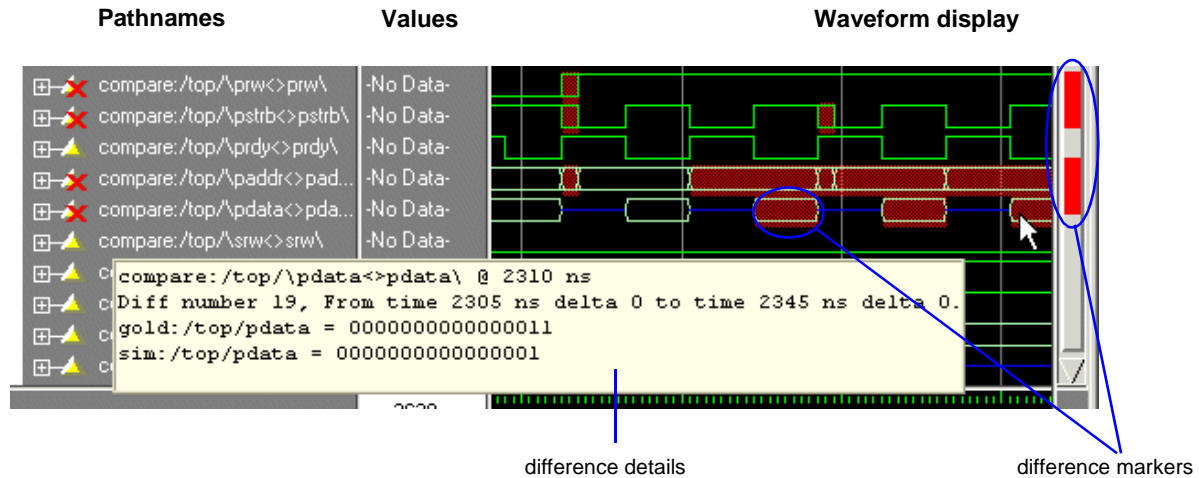 Pathnames Values Waveform display
compare:/top/\prw<>prw\ -No Data-
compare:/top/\pstrb<>pstrb\ -No Data-
compare:/top/\prdy<>prdy\ -No Data-
compare:/top/\paddr<>pad... -No Data-
compare:/top/\pdata<>pda... -No Data-
compare:/top/\srw<>srw\ -No Data-
compare:/top/\pdata<>pdata\ @ 2310 ns
Diff number 19, From time 2305 ns delta 0 to time 2345 ns delta 0.
gold:/top/pdata = 0000000000000011
sim:/top/pdata = 0000000000000001
difference details difference markers